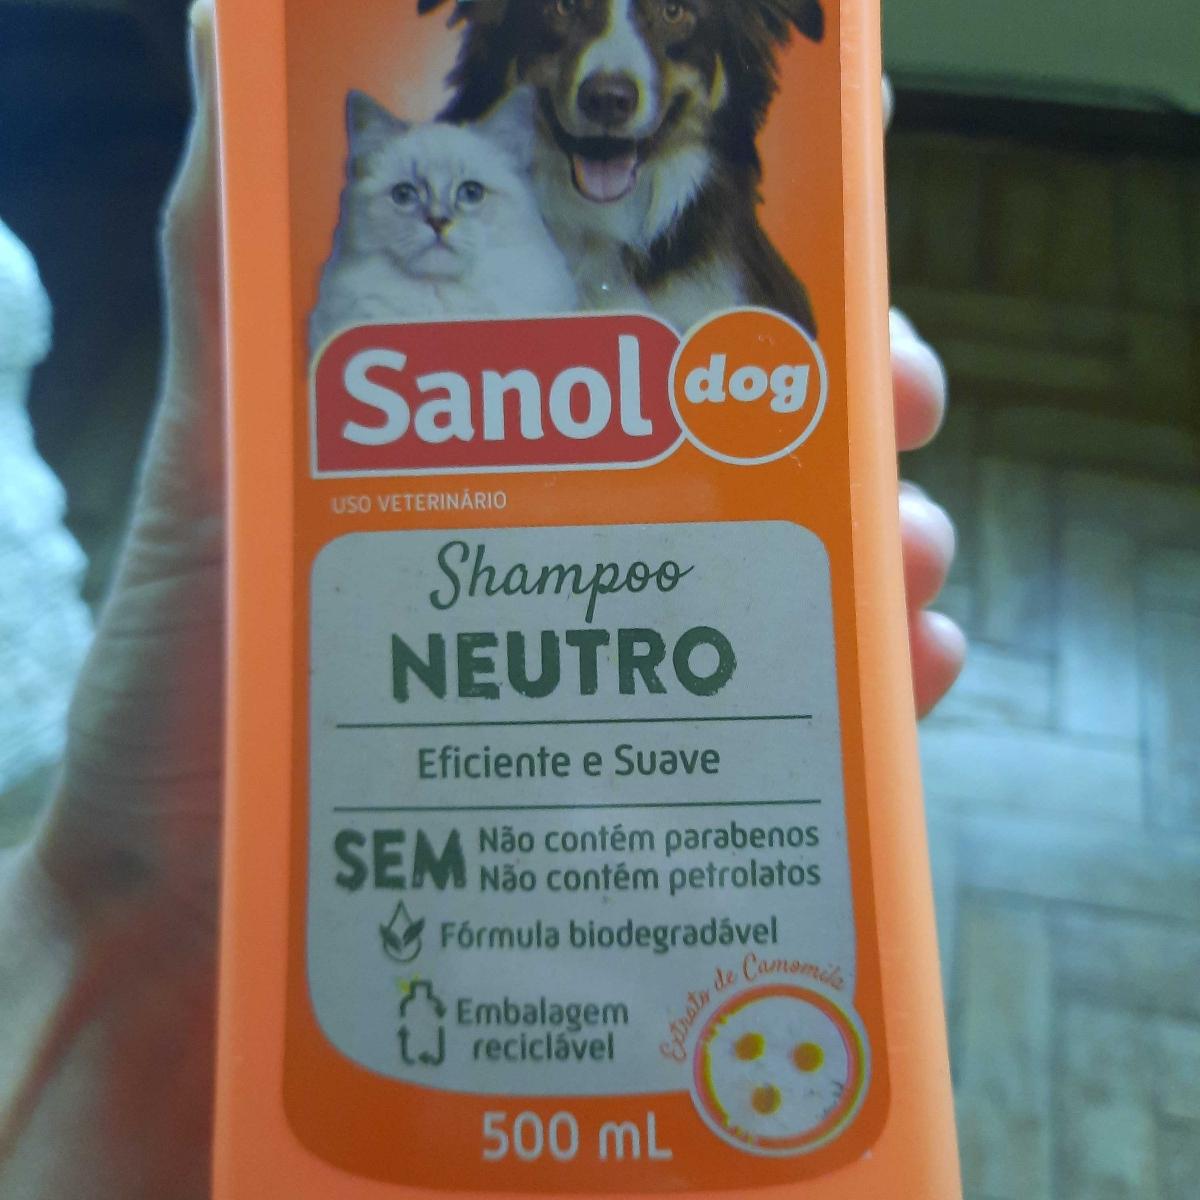 Sanol dog
USO VETERINÁRIO
Shampoo
NEUTRO
Eficiente e Suave
SEM Não contém parabenos
Não contém petrolatos
Fórmula biodegradável
Embalagem
reciclável
Extrato de Camomila
500 mL